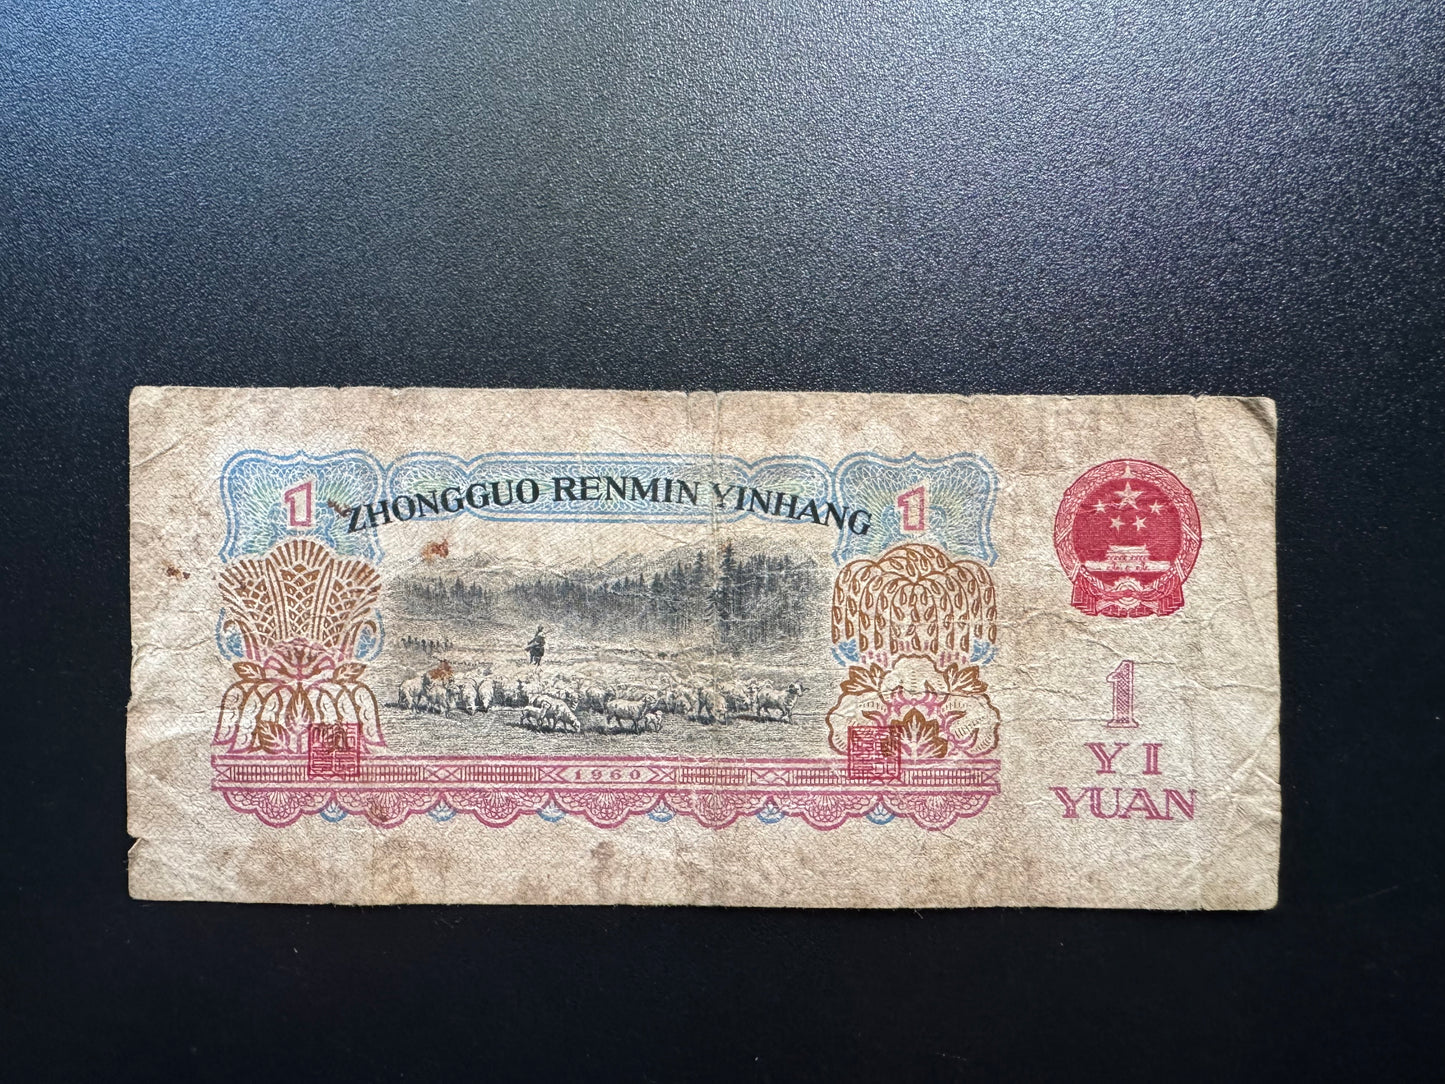 1
ZHONGGUO RENMIN YINHANG
1
1960
1
YI
YUAN